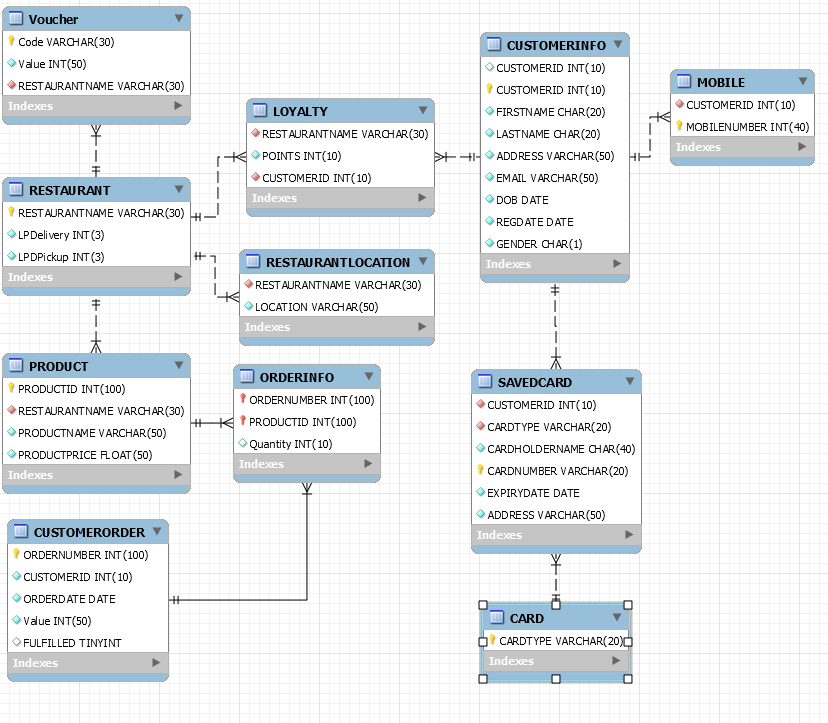 Voucher
Code VARCHAR(30)
Value INT(50)
RESTAURANTNAME VARCHAR(30)
Indexes
RESTAURANT
RESTAURANTNAME VARCHAR(30)
LPDelivery INT(3)
LPDPickup INT(3)
Indexes
PRODUCT
PRODUCTID INT(100)
RESTAURANTNAME VARCHAR(30)
PRODUCTNAME VARCHAR(50)
PRODUCTPRICE FLOAT(50)
Indexes
CUSTOMERORDER
ORDERNUMBER INT(100)
CUSTOMERID INT(10)
ORDERDATE DATE
Value INT(50)
FULFILLED TINYINT
Indexes
LOYALTY
RESTAURANTNAME VARCHAR(30)
POINTS INT(10)
CUSTOMERID INT(10)
Indexes
RESTAURANTLOCATION
RESTAURANTNAME VARCHAR(30)
LOCATION VARCHAR(50)
Indexes
ORDERINFO
ORDERNUMBER INT(100)
PRODUCTID INT(100)
Quantity INT(10)
Indexes
CUSTOMERINFO
CUSTOMERID INT(10)
CUSTOMERID INT(10)
FIRSTNAME CHAR(20)
LASTNAME CHAR(20)
ADDRESS VARCHAR(50)
EMAIL VARCHAR(50)
DOB DATE
REGDATE DATE
GENDER CHAR(1)
Indexes
MOBILE
CUSTOMERID INT(10)
MOBILENUMBER INT(40)
Indexes
SAVEDCARD
CUSTOMERID INT(10)
CARDTYPE VARCHAR(20)
CARDHOLDERNAME CHAR(40)
CARDNUMBER VARCHAR(20)
EXPIRYDATE DATE
ADDRESS VARCHAR(50)
Indexes
CARD
CARDTYPE VARCHAR(20)
Indexes